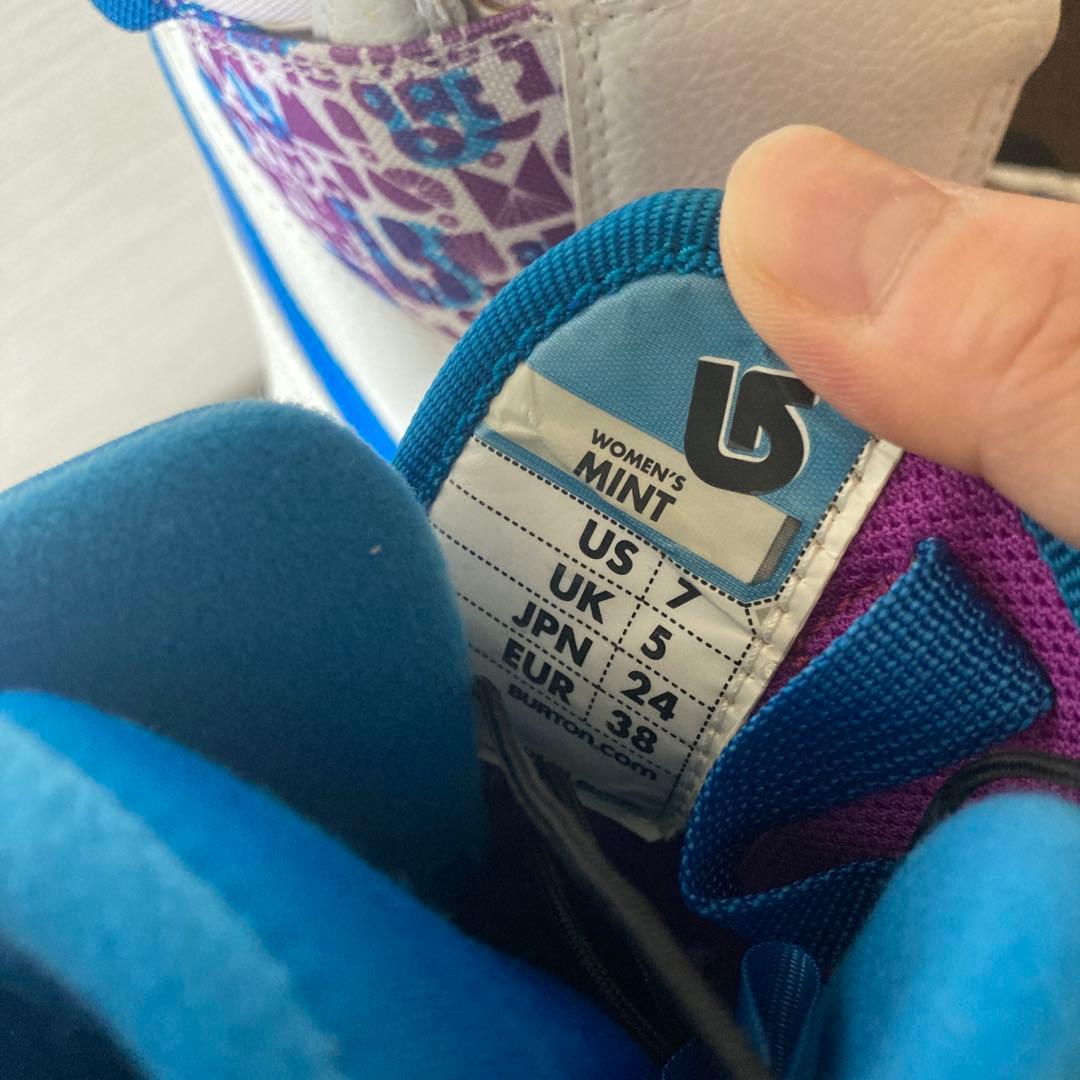 WOMEN'S
MINT
US 7
UK 5
JPN 24
EUR 38
BURTON.com